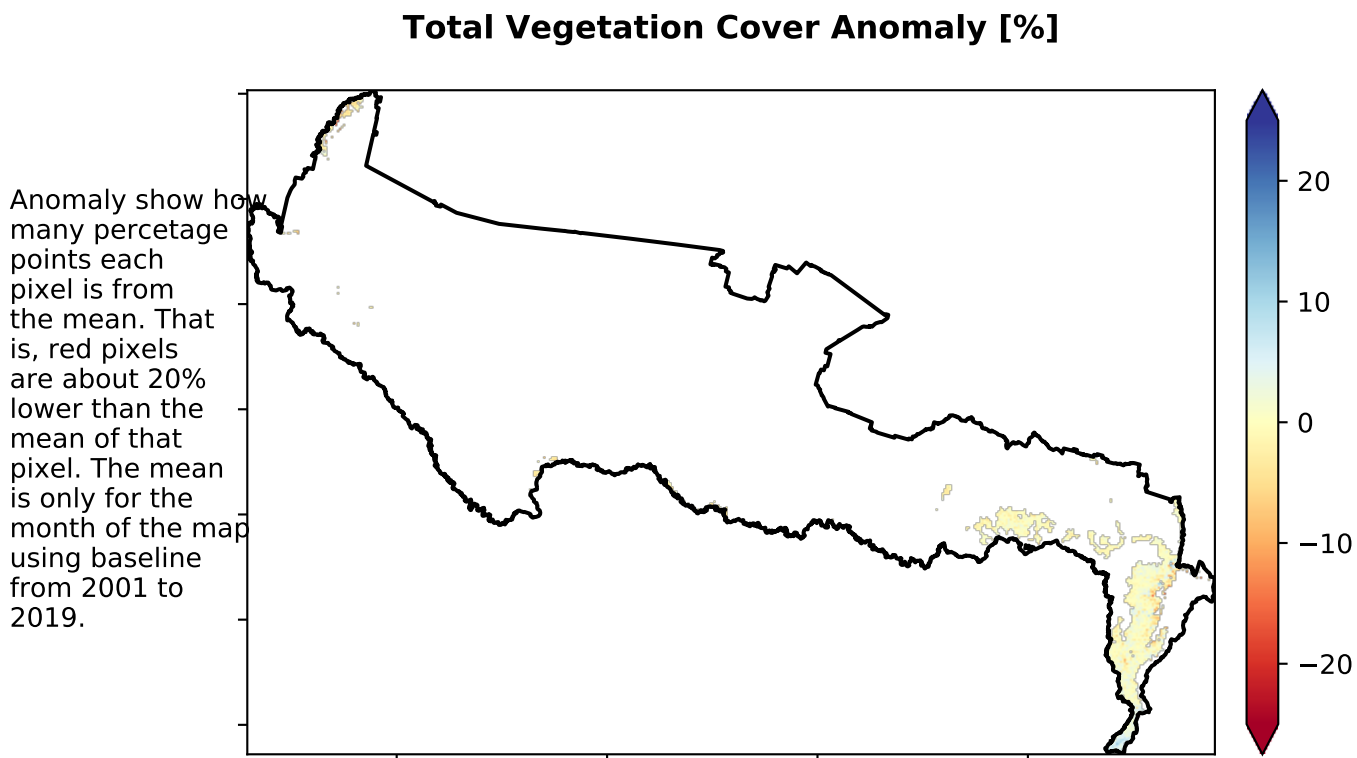 Total Vegetation Cover Anomaly [%]
Anomaly show how
many percetage
points each
pixel is from
the mean. That
is, red pixels
are about 20%
lower than the
mean of that
pixel. The mean
is only for the
month of the map
using baseline
from 2001 to
2019.
20
10
0
−10
−20